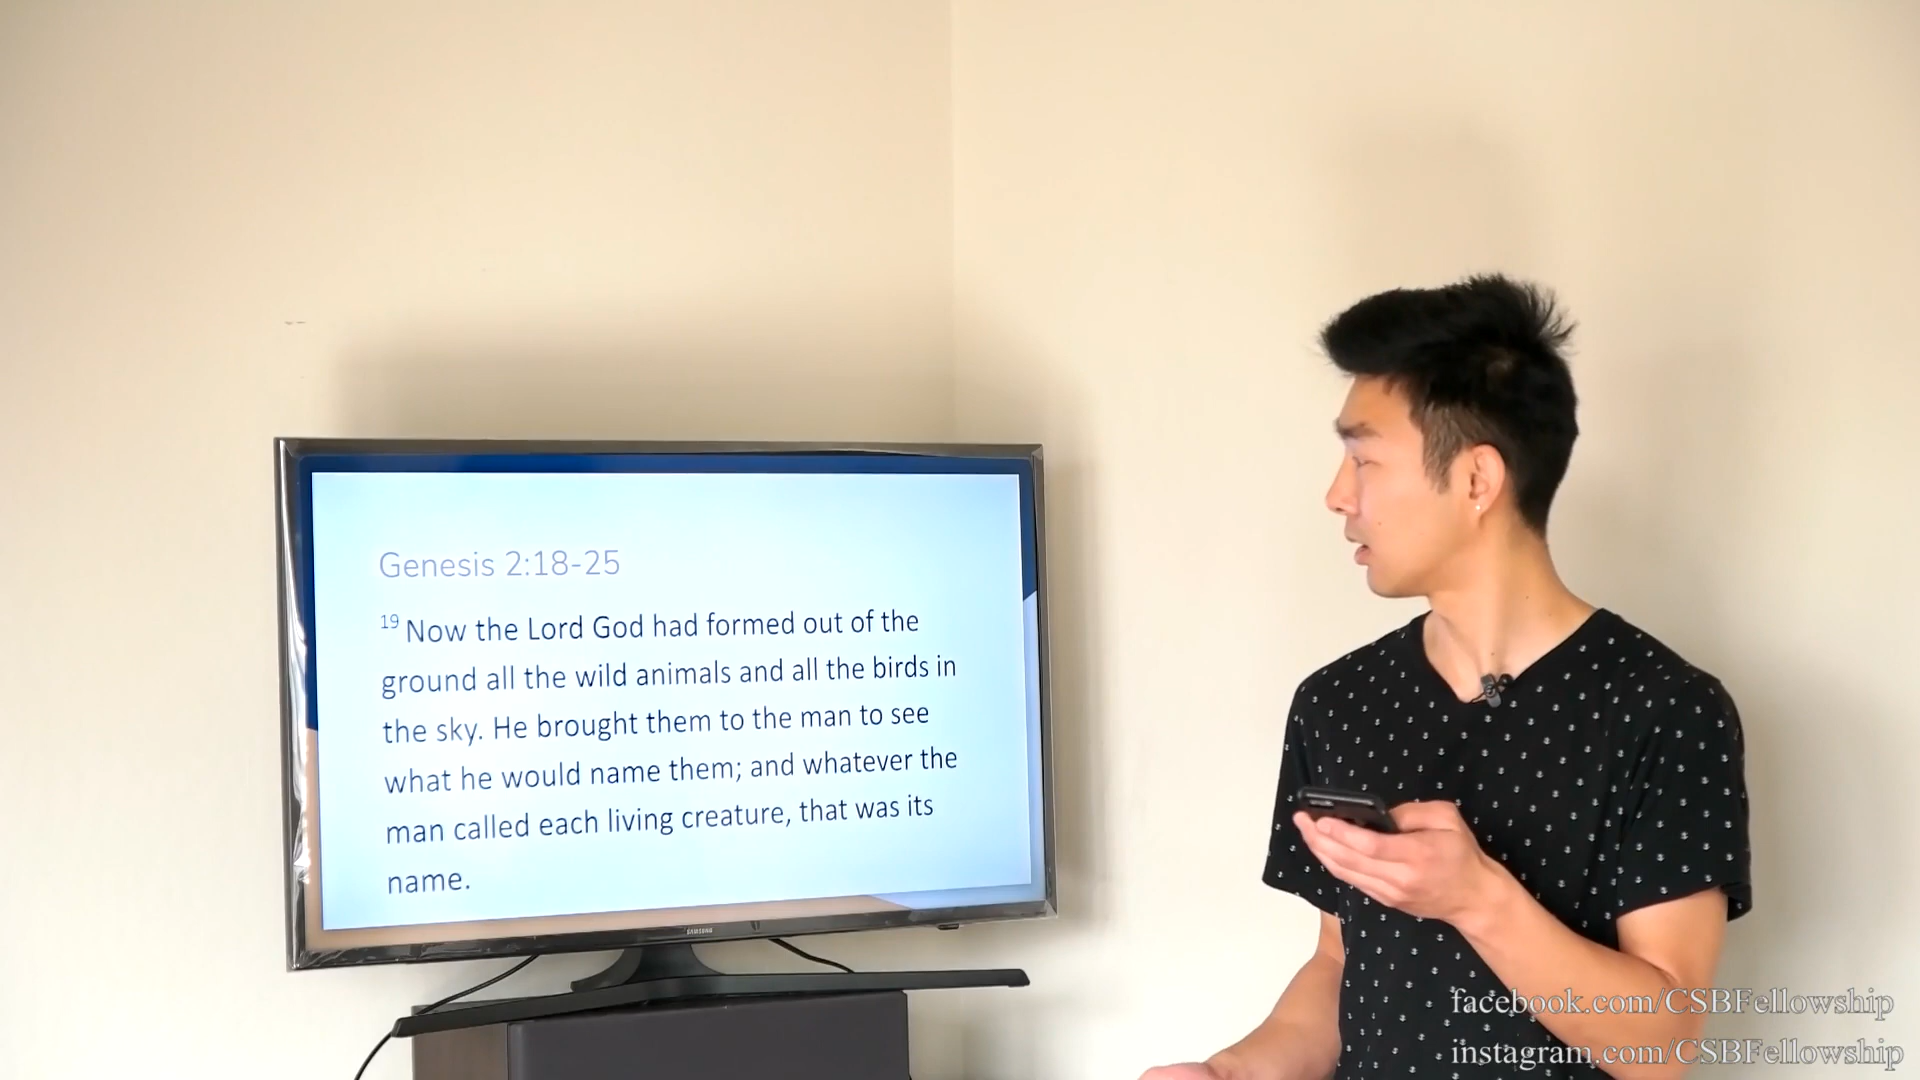 Genesis 2:18-25
19 Now the Lord God had formed out of the
ground all the wild animals and all the birds in
the sky. He brought them to the man to see
what he would name them; and whatever the
man called each living creature, that was its
name.
SAMSUNG
facebook.com/CSBFellowship
instagram.com/CSBFellowship